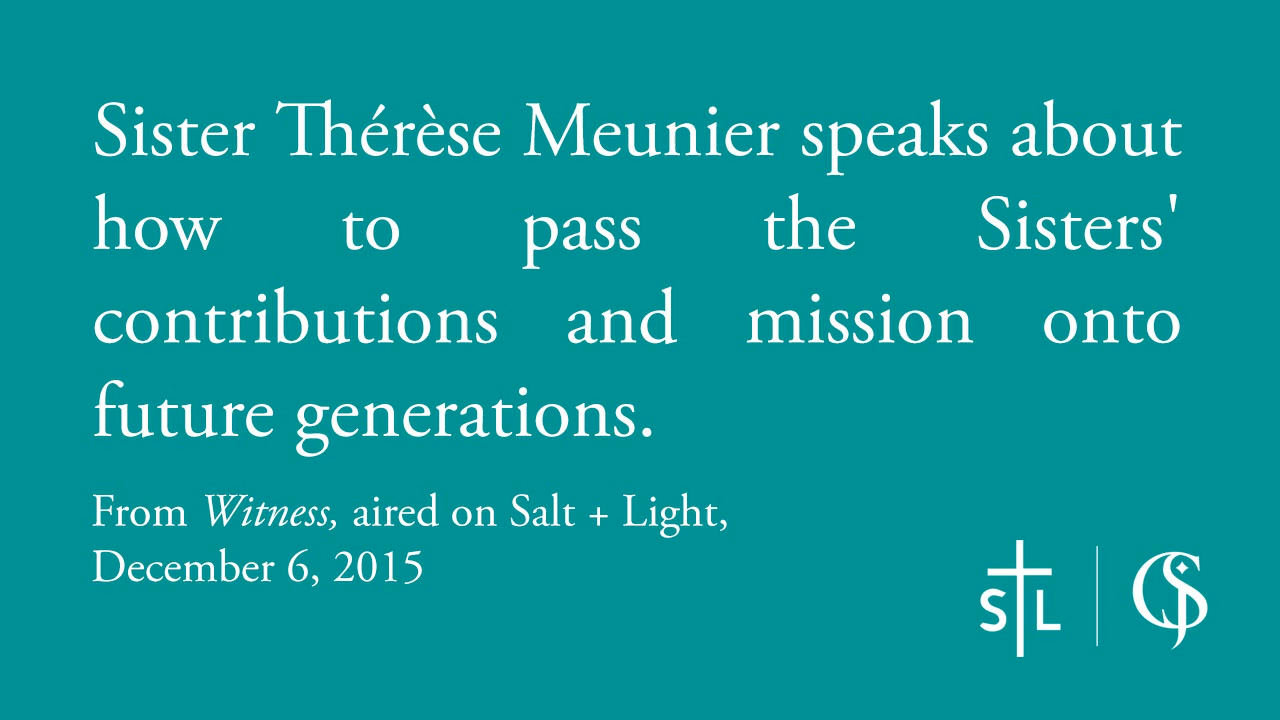 Sister Thérèse Meunier speaks about
how to pass the Sisters'
contributions and mission onto
future generations.
From Witness, aired on Salt + Light,
December 6, 2015
S L
CSJ